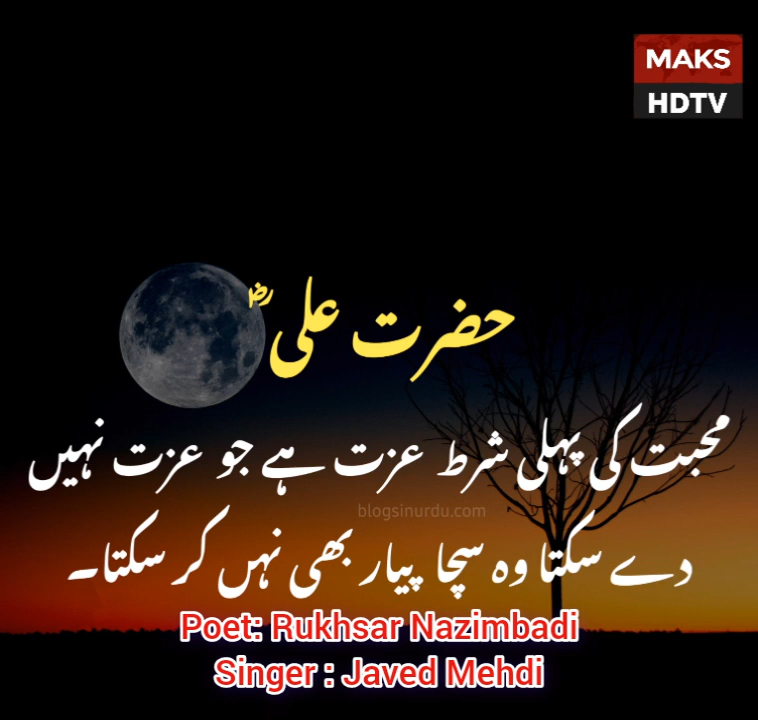 MAKS
HDTV
حضرت علی رضؓ
محبت کی پہلی شرط عزت ہے جو عزت نہیں
blogsinurdu.com
دے سکتا وہ سچا پیار بھی نہں کر سکتا۔
Poet: Rukhsar Nazimbadi
Singer : Javed Mehdi